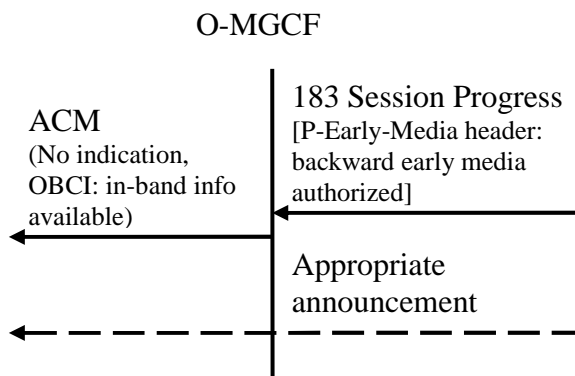 O-MGCF
183 Session Progress
[P-Early-Media header:
backward early media
authorized]
ACM
(No indication,
OBCI: in-band info
available)
Appropriate
announcement